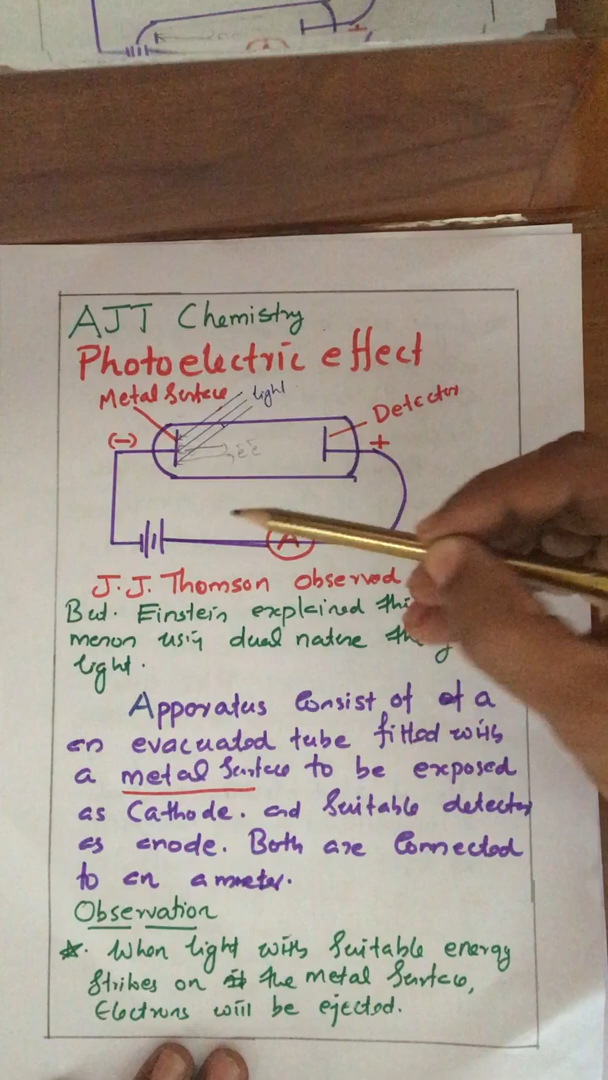 AJT Chemistry
Photoelectric effect
Metal Surface
light
Detector
(-)
+
ēē
A
J.J. Thomson observed
But. Einstein explained
menon using dual nature
light.
Apparatus Consist of of a
an evacuated tube fitted with
a metal Surface to be exposed
as Cathode. and Suitable detector
as anode. Both are Connected
to an ameter.
Observation
*. When light with Suitable energy
Strikes on the metal Surface,
Electrons will be ejected.